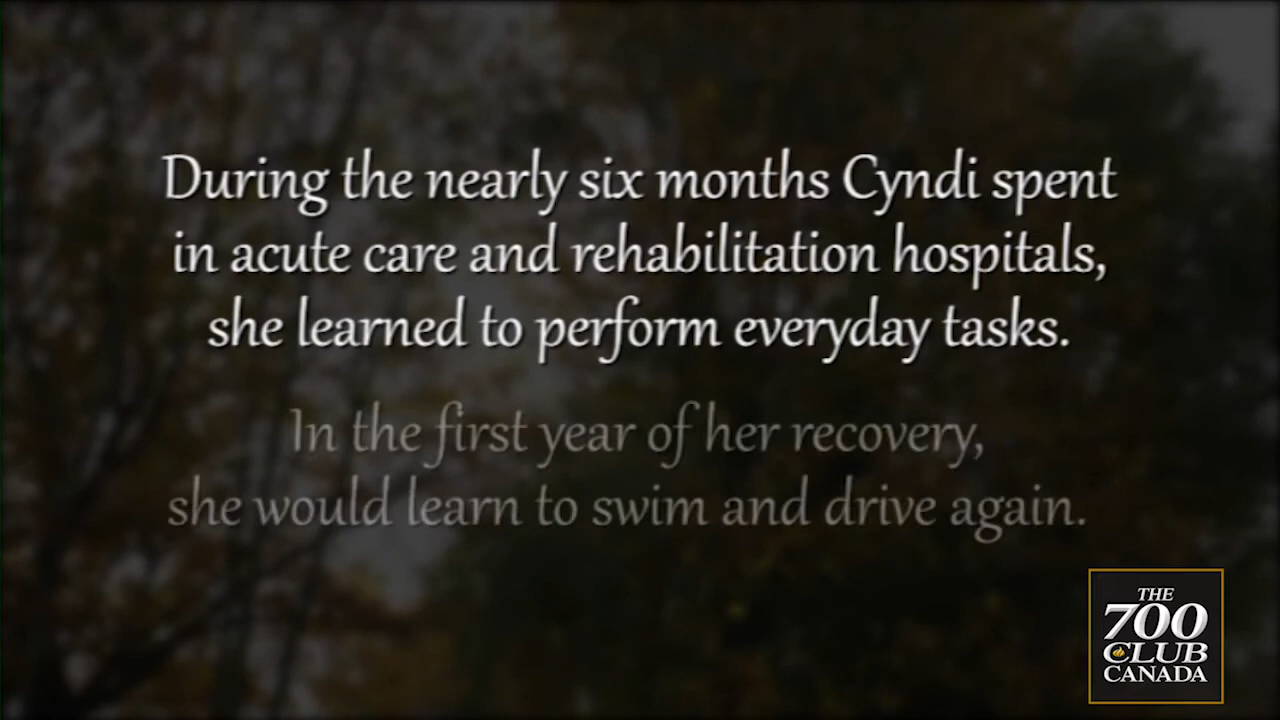 During the nearly six months Cyndi spent
in acute care and rehabilitation hospitals,
she learned to perform everyday tasks.
In the first year of her recovery,
she would learn to swim and drive again.
THE
700
CLUB
CANADA